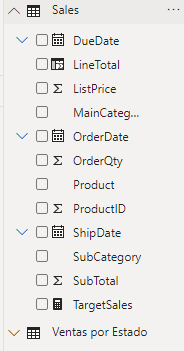 Sales
DueDate
LineTotal
ListPrice
MainCateg...
OrderDate
OrderQty
Product
ProductID
ShipDate
SubCategory
SubTotal
TargetSales
Ventas por Estado